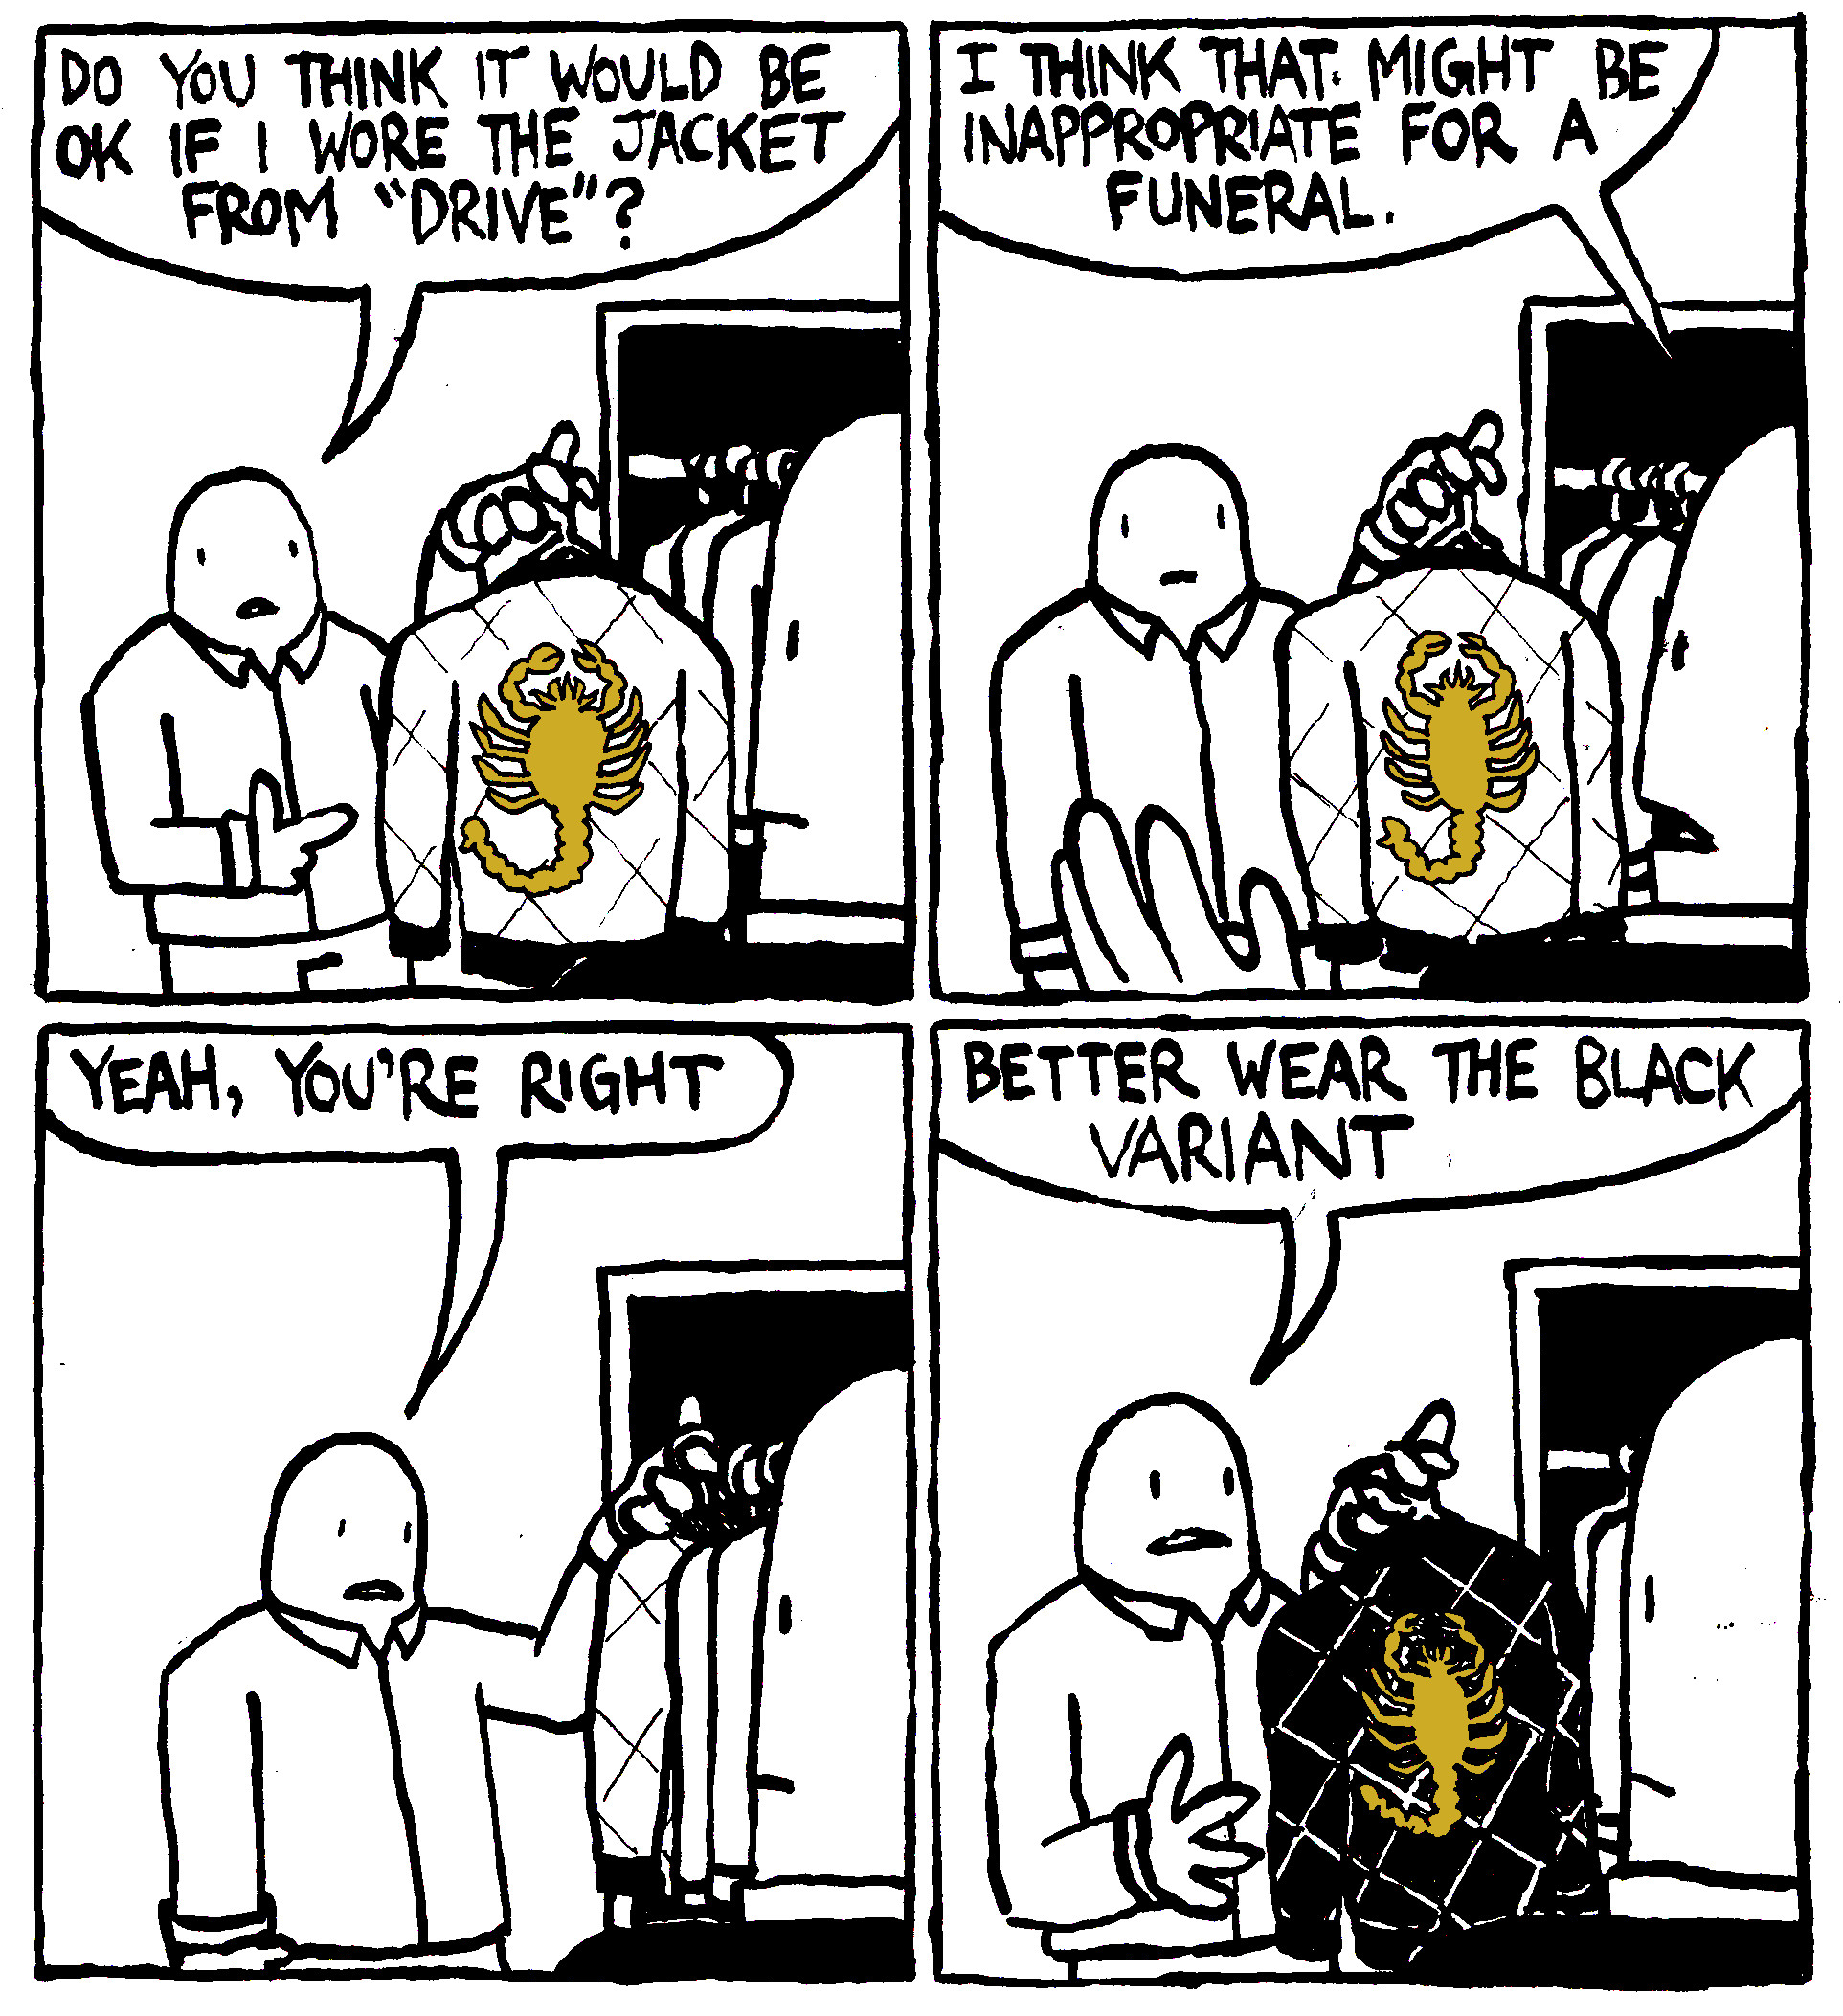 DO YOU THINK IT WOULD BE
OK IF I WORE THE JACKET
FROM "DRIVE"?
I THINK THAT. MIGHT BE
INAPPROPRIATE FOR A
FUNERAL.
YEAH, YOU'RE RIGHT
BETTER WEAR THE BLACK
VARIANT